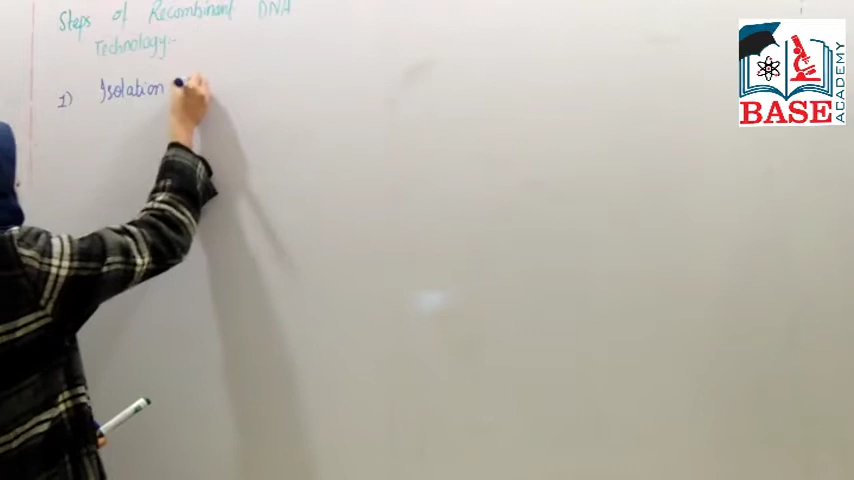 Steps of Recombinant DNA
Technology:-
1) Isolation
BASE
ACADEMY